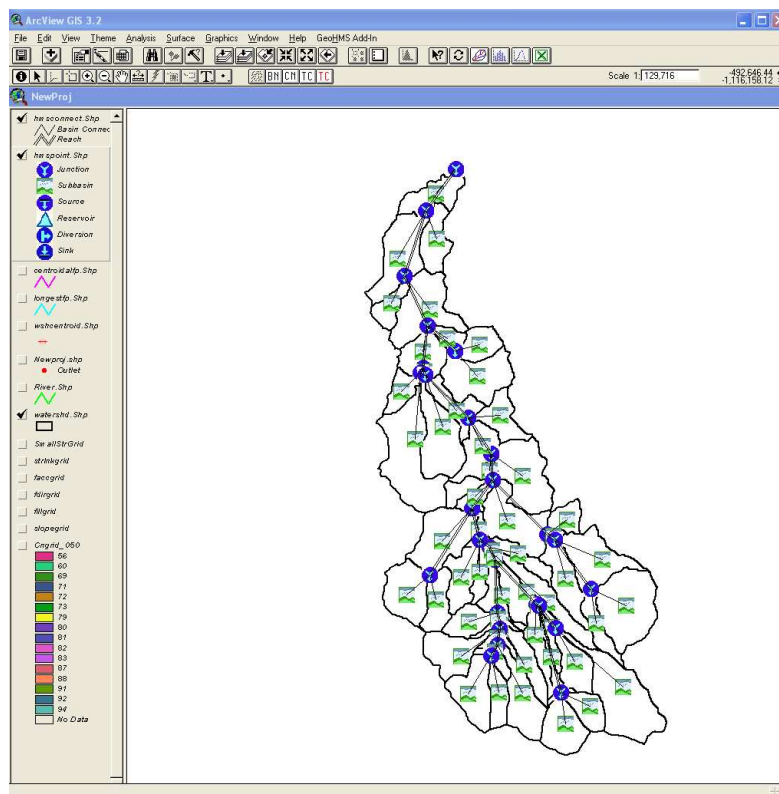 ArcView GIS 3.2
File Edit View Theme Analysis Surface Graphics Window Help GeoHMS Add-In
BN CN TC TC Scale 1: 129,716 -492,646.44
-1,116,158.12
NewProj
hmsconnect.Shp
Basin Connec
Reach
hmspoint.Shp
Junction
Subbasin
Source
Reservoir
Diversion
Sink
centroidalfp.Shp
longestfp.Shp
wshcentroid.Shp
Newproj.shp
Outlet
River.Shp
watershd.Shp
SmallStrGrid
strlnkgrid
faccgrid
fdirgrid
fillgrid
slopegrid
Cngrid_050
56
60
69
71
72
73
79
80
81
82
83
87
88
91
92
94
No Data